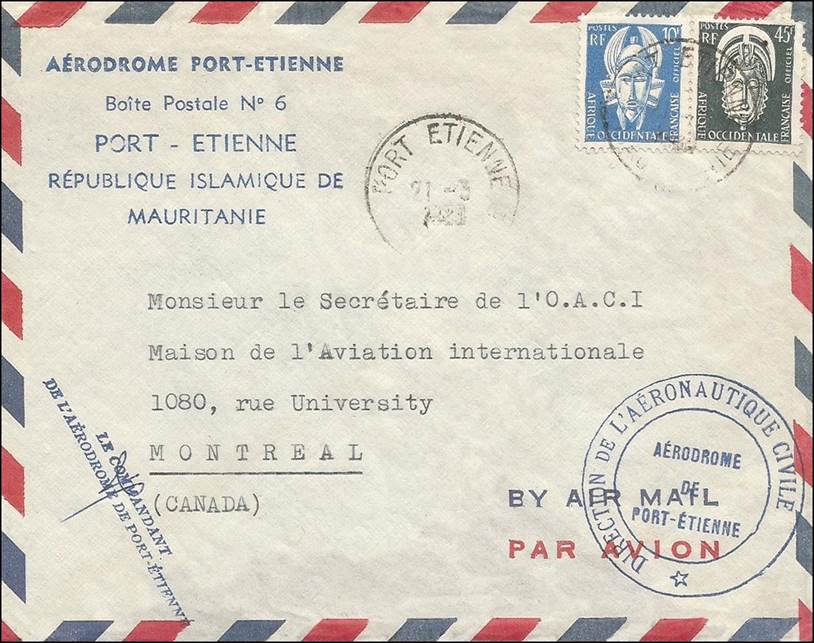 AÉRODROME PORT-ETIENNE
Boîte Postale Nº 6
PORT - ETIENNE
RÉPUBLIQUE ISLAMIQUE DE
MAURITANIE
POSTES 10F
RF
OFFICIEL
AFRIQUE
OCCIDENTALE
FRANÇAISE
POSTES 45F
RF
OFFICIEL
AFRIQUE
OCCIDENTALE
FRANÇAISE
PORT ETIENNE
21 -3
Monsieur le Secrétaire de l'O.A.C.I
Maison de l'Aviation internationale
1080, rue University
MONTREAL
(CANADA)
LE COMMANDANT
DE L'AÉRODROME DE PORT-ÉTIENNE
BY AIR MAIL
PAR AVION
DIRECTION DE L'AÉRONAUTIQUE CIVILE
AÉRODROME
DE
PORT-ÉTIENNE